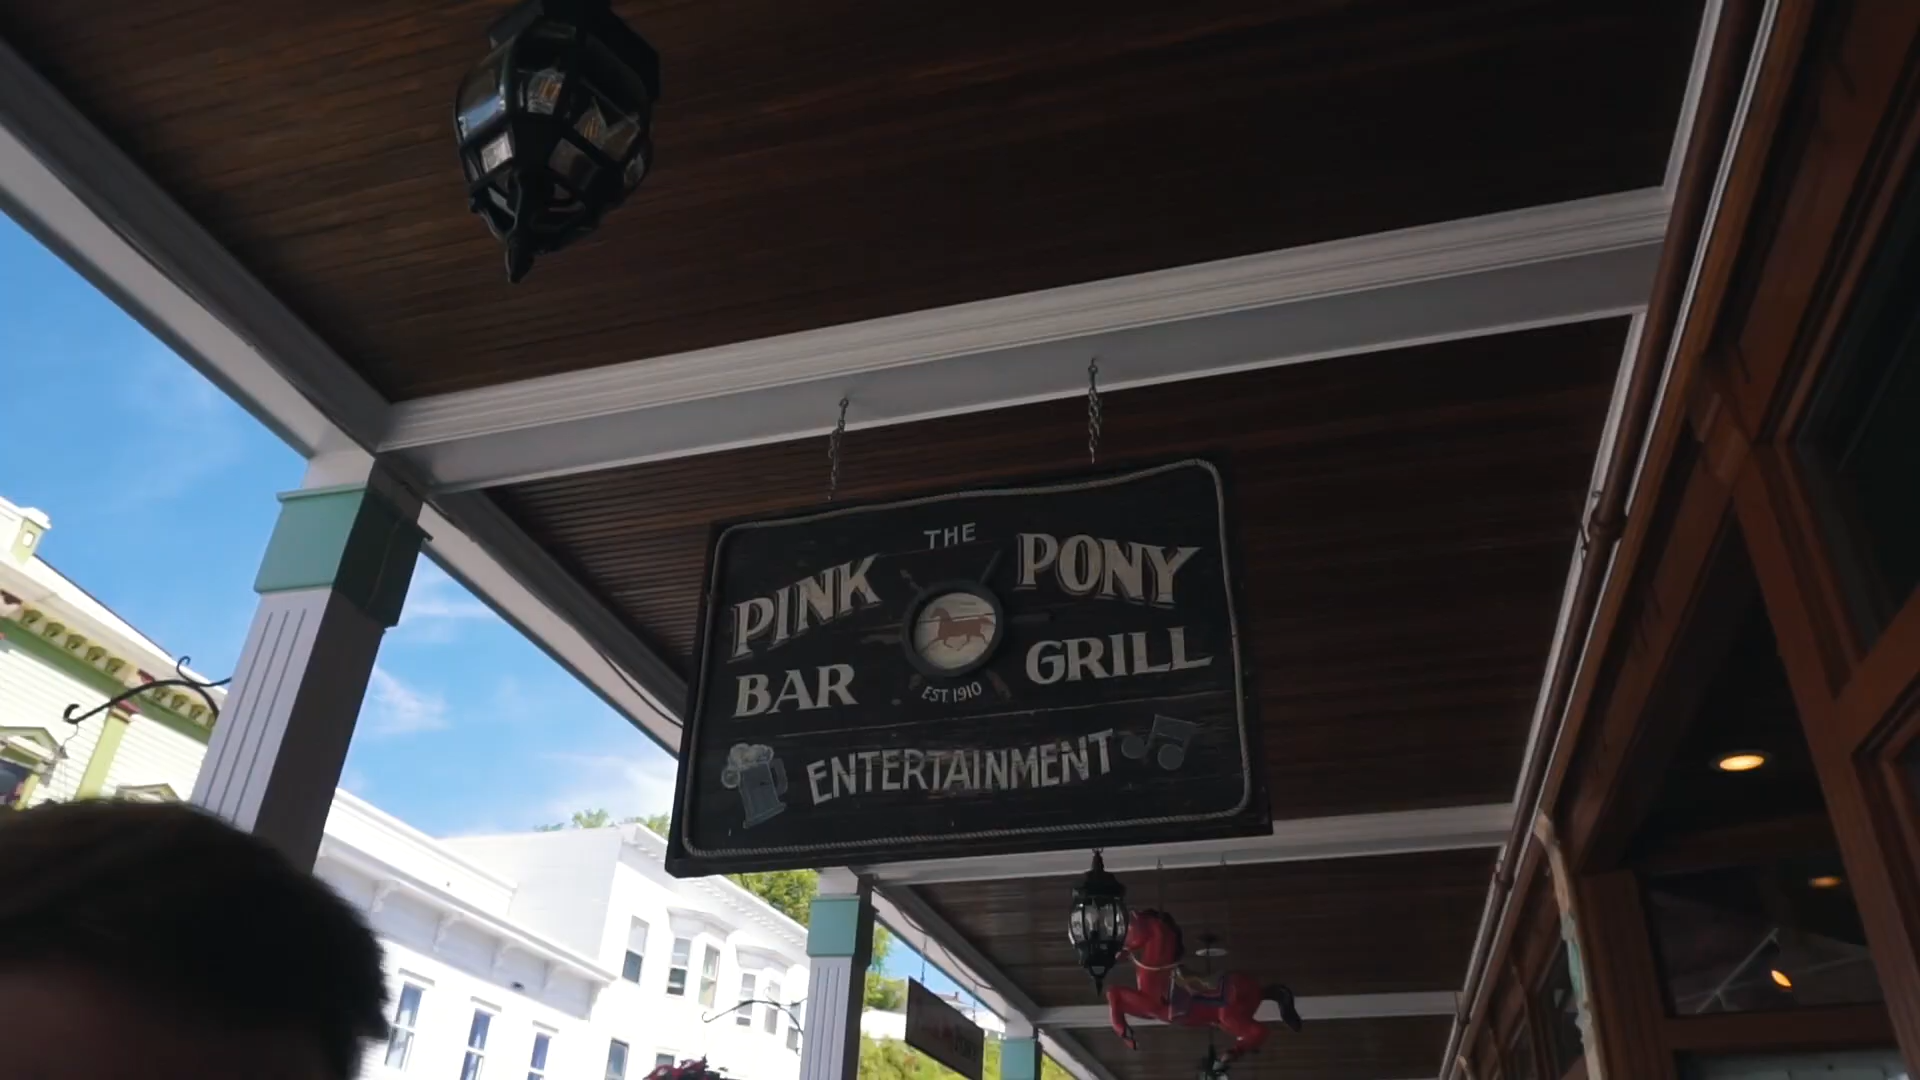 THE
PINK PONY
BAR GRILL
EST. 1910
ENTERTAINMENT